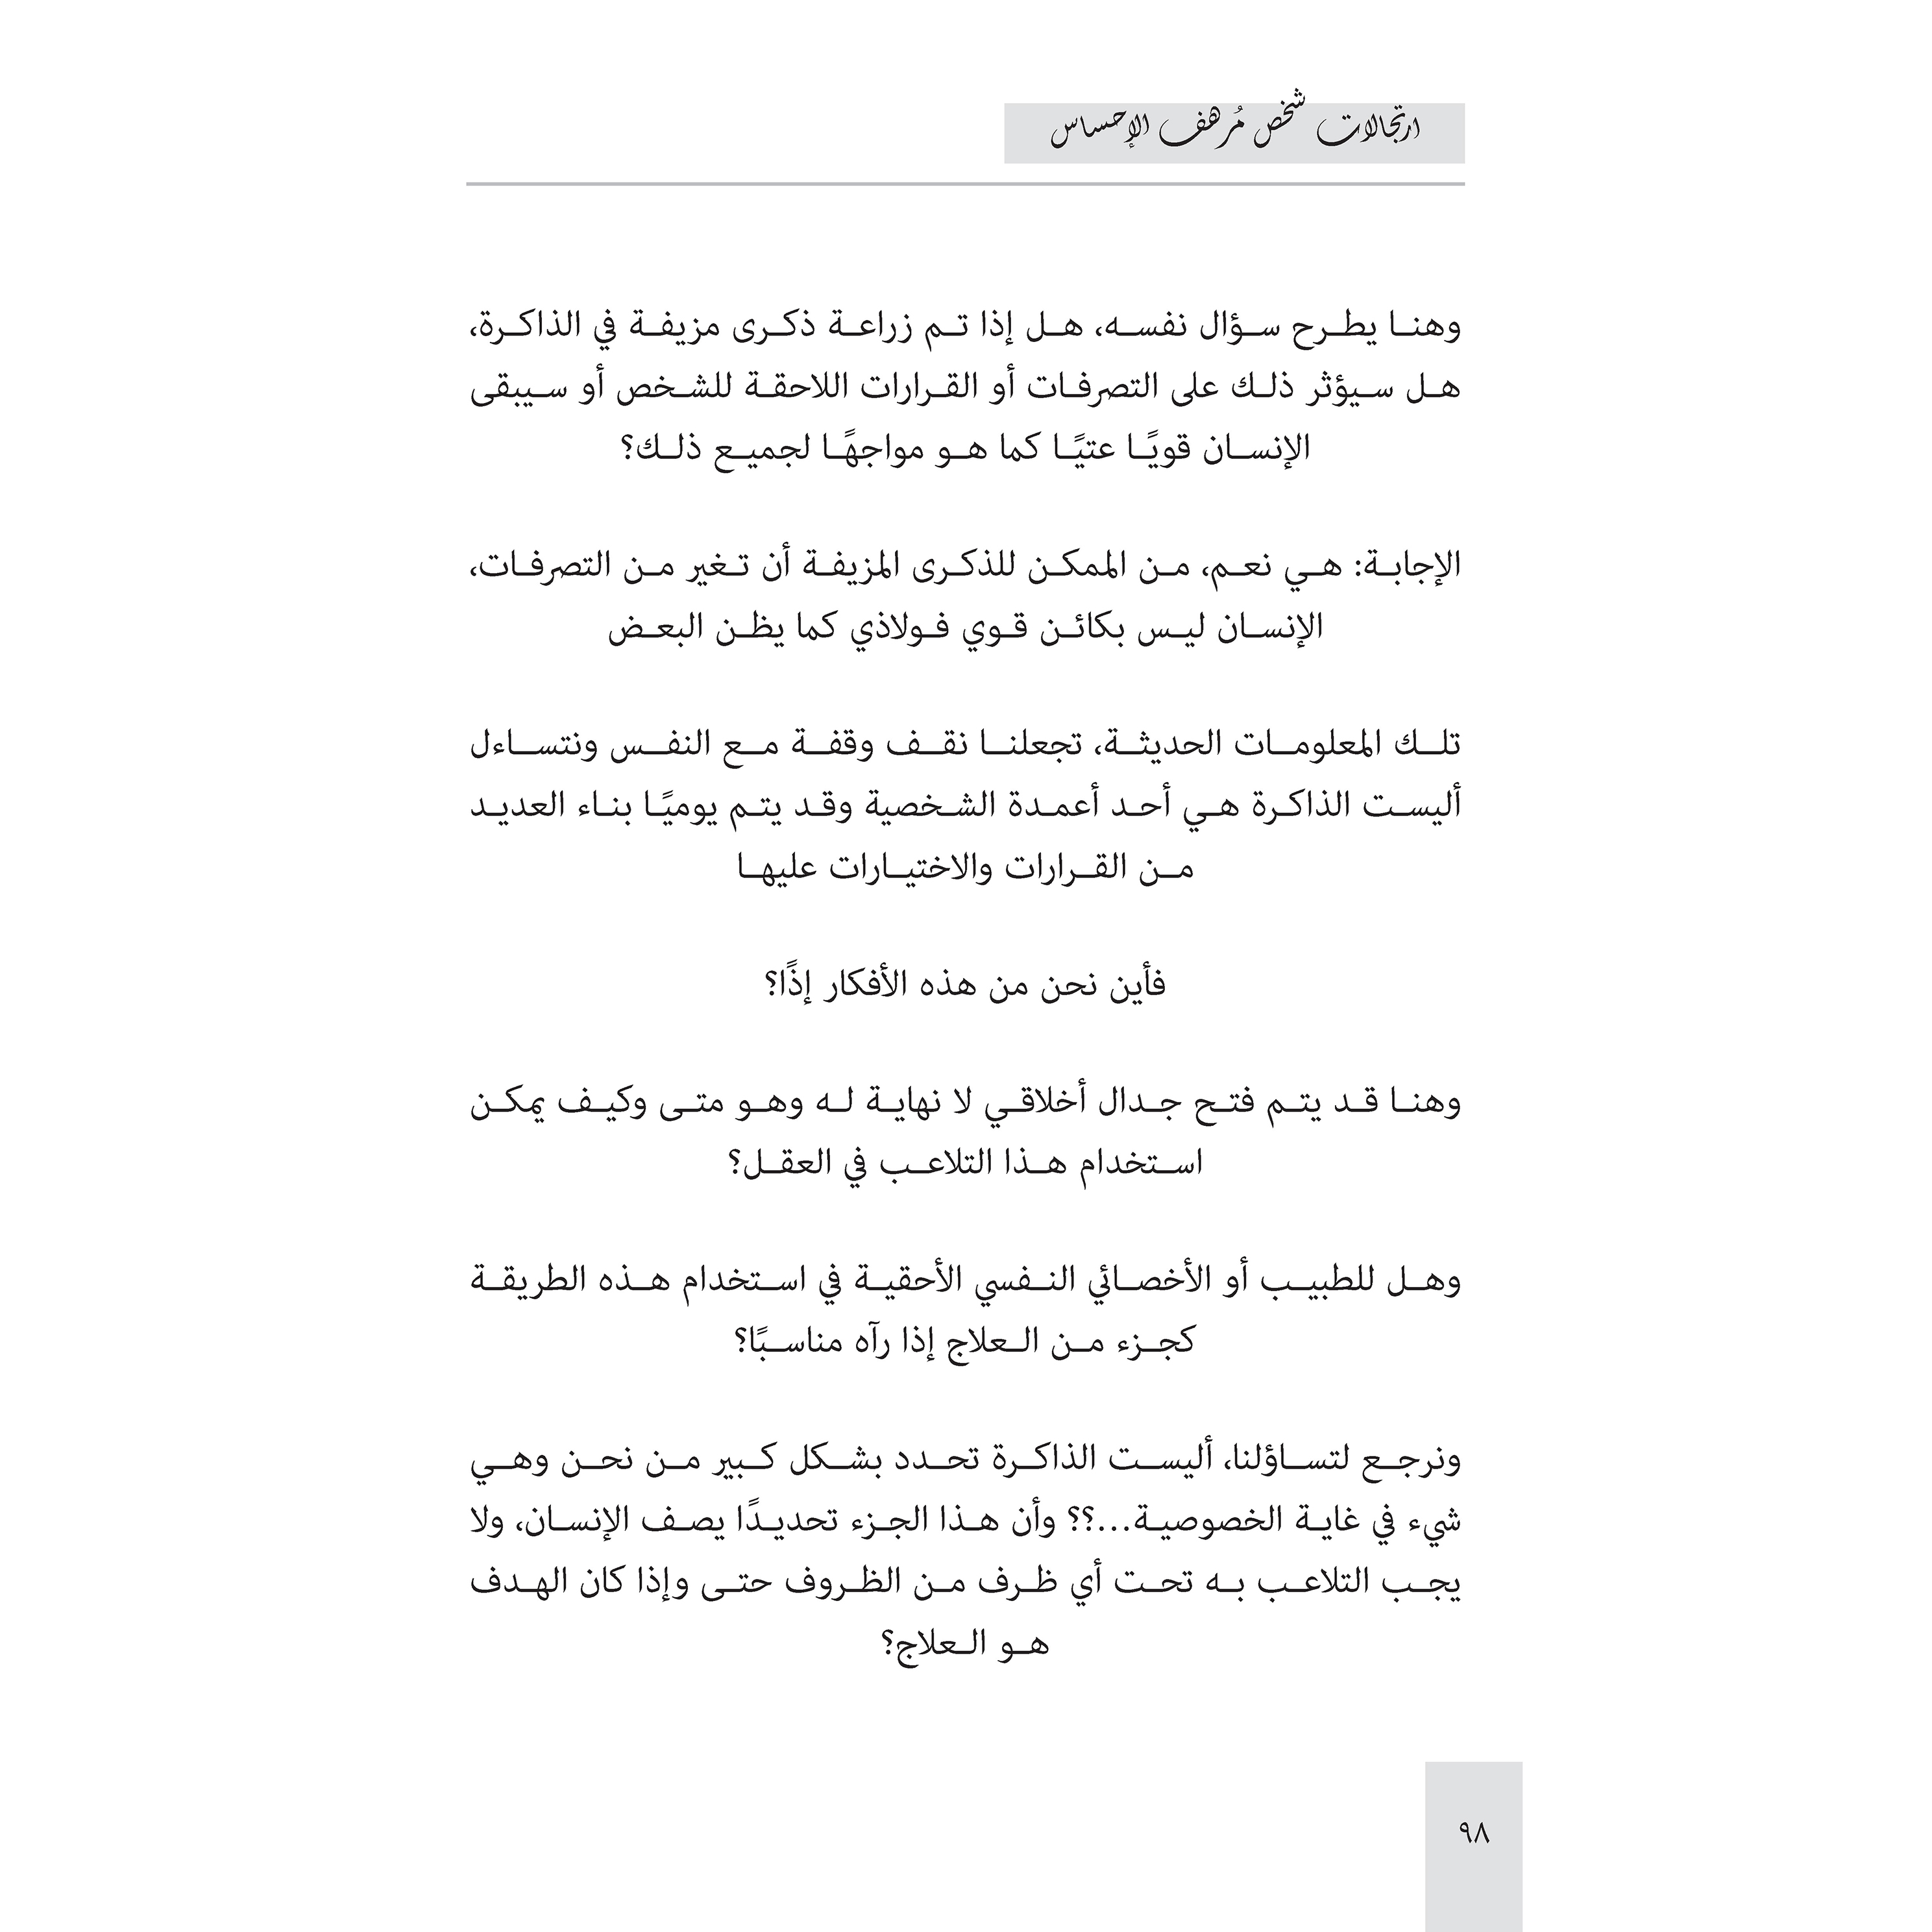 ارتجالات شخص مُرهف الإحساس
وهنا يطرح سؤال نفسه، هل إذا تم زراعة ذكرى مزيفة في الذاكرة،
هل سيؤثر ذلك على التصرفات أو القرارات اللاحقة للشخص أو سيبقى
الإنسان قويًا عتيًا كما هو مواجهًا لجميع ذلك؟
الإجابة: هي نعم، من الممكن للذكرى المزيفة أن تغير من التصرفات،
الإنسان ليس بكائن قوي فولاذي كما يظن البعض
تلك المعلومات الحديثة، تجعلنا نقف وقفة مع النفس ونتساءل
أليست الذاكرة هي أحد أعمدة الشخصية وقد يتم يوميًا بناء العديد
من القرارات والاختيارات عليها
فأين نحن من هذه الأفكار إذًا؟
وهنا قد يتم فتح جدال أخلاقي لا نهاية له وهو متى وكيف يمكن
استخدام هذا التلاعب في العقل؟
وهل للطبيب أو الأخصائي النفسي الأحقية في استخدام هذه الطريقة
كجزء من العلاج إذا رآه مناسبًا؟
ونرجع لتساؤلنا، أليست الذاكرة تحدد بشكل كبير من نحن وهي
شيء في غاية الخصوصية...؟؟ وأن هذا الجزء تحديدًا يصف الإنسان، ولا
يجب التلاعب به تحت أي ظرف من الظروف حتى وإذا كان الهدف
هو العلاج؟
٩٨